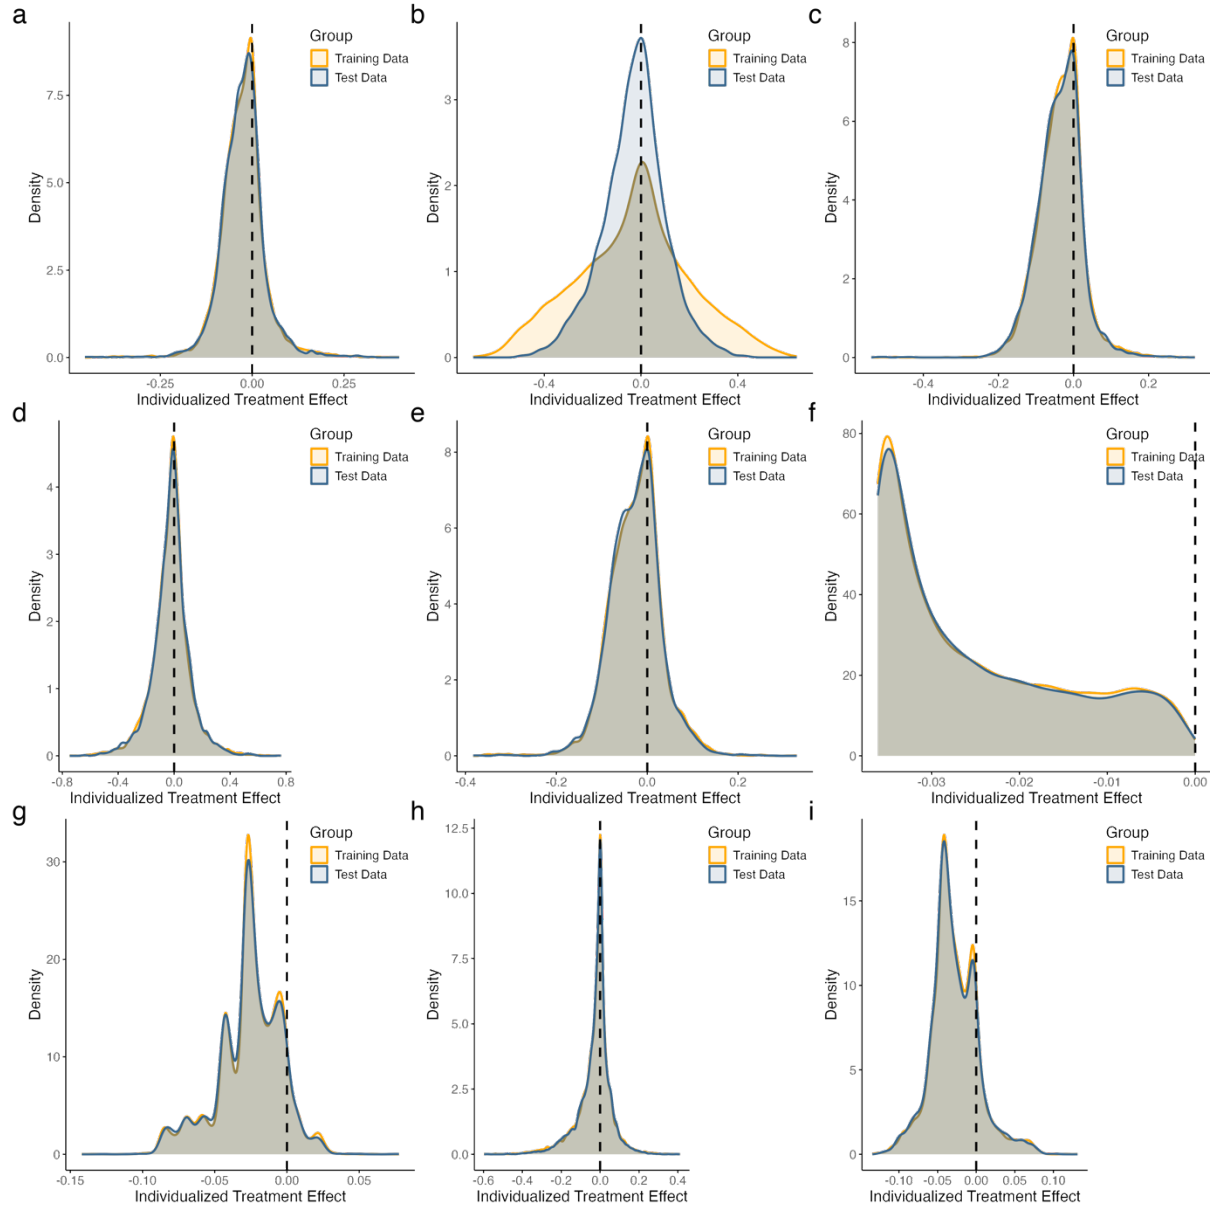 a
Group
Training Data
Test Data
Density
7.5
5.0
2.5
0.0
-0.25 0.00 0.25
Individualized Treatment Effect
b
Group
Training Data
Test Data
Density
3
2
1
0
-0.4 0.0 0.4
Individualized Treatment Effect
c
Group
Training Data
Test Data
Density
8
6
4
2
0
-0.4 -0.2 0.0 0.2
Individualized Treatment Effect
d
Group
Training Data
Test Data
Density
4
3
2
1
0
-0.8 -0.4 0.0 0.4 0.8
Individualized Treatment Effect
e
Group
Training Data
Test Data
Density
8
6
4
2
0
-0.4 -0.2 0.0 0.2
Individualized Treatment Effect
f
Group
Training Data
Test Data
Density
80
60
40
20
0
-0.03 -0.02 -0.01 0.00
Individualized Treatment Effect
g
Group
Training Data
Test Data
Density
30
20
10
0
-0.15 -0.10 -0.05 0.00 0.05
Individualized Treatment Effect
h
Group
Training Data
Test Data
Density
12.5
10.0
7.5
5.0
2.5
0.0
-0.6 -0.4 -0.2 0.0 0.2 0.4
Individualized Treatment Effect
i
Group
Training Data
Test Data
Density
15
10
5
0
-0.10 -0.05 0.00 0.05 0.10
Individualized Treatment Effect